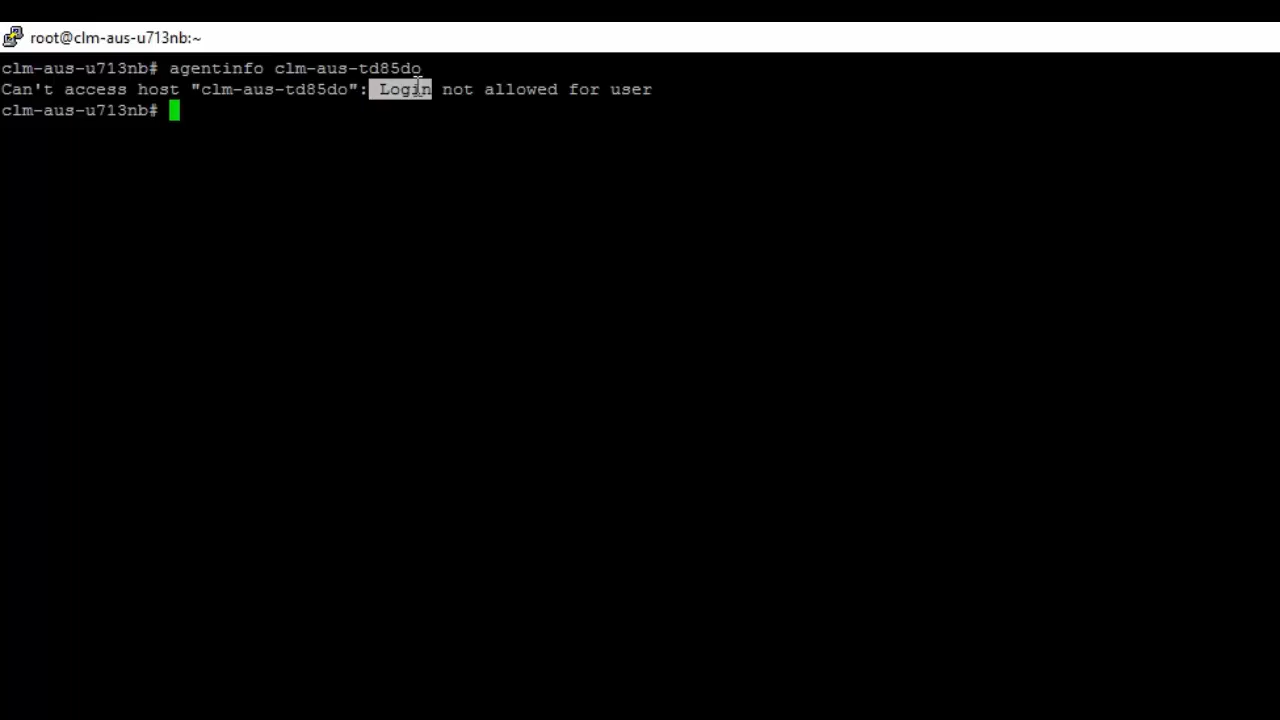 root@clm-aus-u713nb:~
clm-aus-u713nb# agentinfo clm-aus-td85do
Can't access host "clm-aus-td85do": Login not allowed for user
clm-aus-u713nb#